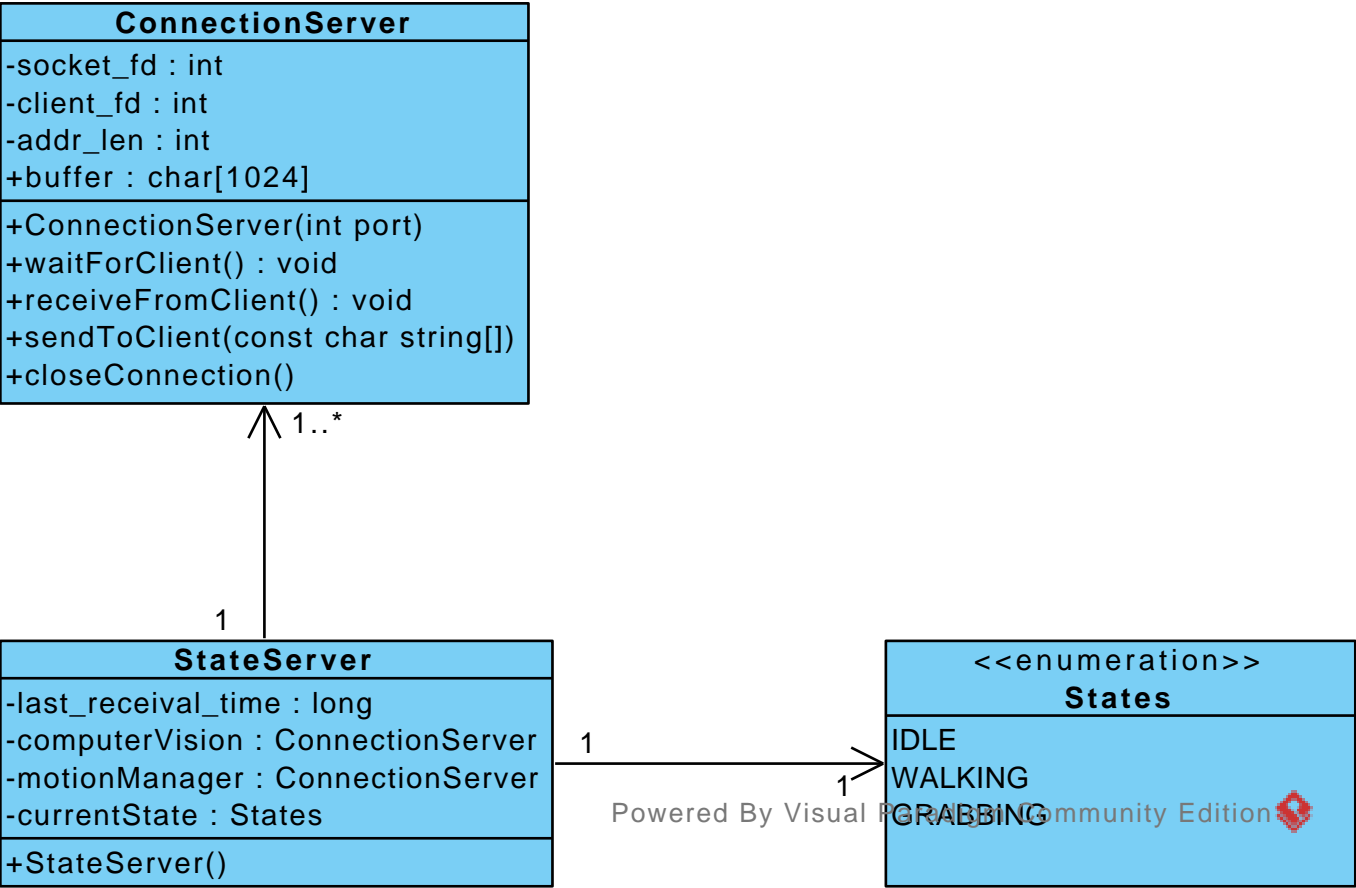 ConnectionServer
-socket_fd : int
-client_fd : int
-addr_len : int
+buffer : char[1024]
+ConnectionServer(int port)
+waitForClient() : void
+receiveFromClient() : void
+sendToClient(const char string[])
+closeConnection()
1..*
1
StateServer
-last_receival_time : long
-computerVision : ConnectionServer
-motionManager : ConnectionServer
-currentState : States
+StateServer()
1
1
<<enumeration>>
States
IDLE
WALKING
GRABBING
Powered By Visual Paradigm Community Edition